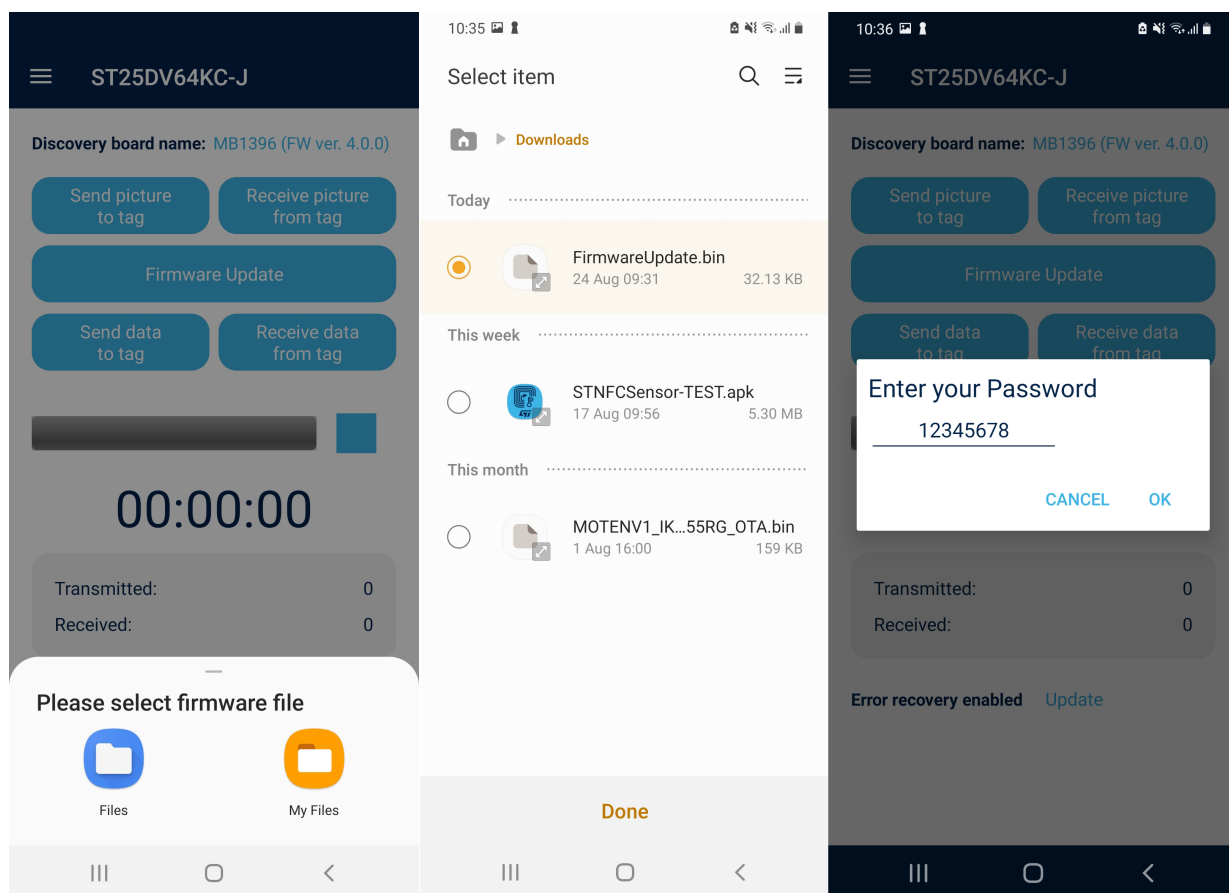 ST25DV64KC-J
Discovery board name: MB1396 (FW ver. 4.0.0)
Send picture
to tag
Receive picture
from tag
Firmware Update
Send data
to tag
Receive data
from tag
00:00:00
Transmitted: 0
Received: 0
Please select firmware file
Files
My Files
10:35
Select item
Downloads
Today
FirmwareUpdate.bin
24 Aug 09:31 32.13 KB
This week
STNFCSensor-TEST.apk
17 Aug 09:56 5.30 MB
This month
MOTENV1_IK...55RG_OTA.bin
1 Aug 16:00 159 KB
Done
10:36
ST25DV64KC-J
Discovery board name: MB1396 (FW ver. 4.0.0)
Send picture
to tag
Receive picture
from tag
Firmware Update
Send data
to tag
Receive data
from tag
Enter your Password
12345678
CANCEL OK
Transmitted: 0
Received: 0
Error recovery enabled Update